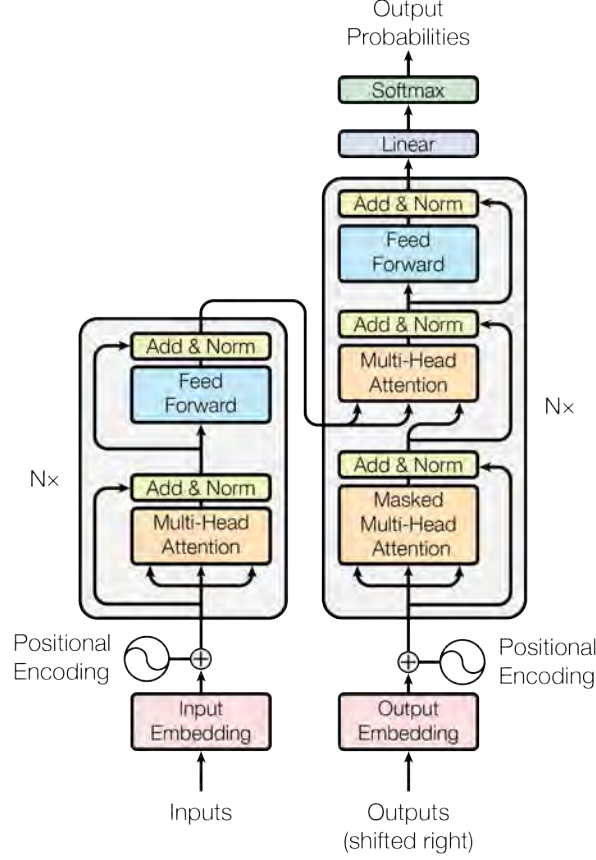 Output
Probabilities
Softmax
Linear
Add & Norm
Feed
Forward
Add & Norm
Multi-Head
Attention
Add & Norm
Masked
Multi-Head
Attention
N×
Add & Norm
Feed
Forward
Add & Norm
Multi-Head
Attention
N×
Positional
Encoding
Positional
Encoding
Input
Embedding
Output
Embedding
Inputs
Outputs
(shifted right)